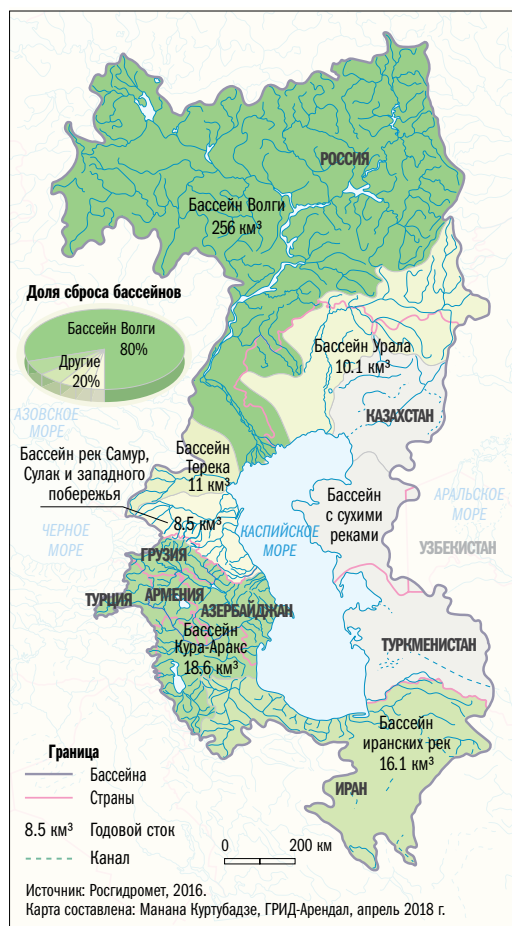 РОССИЯ
Бассейн Волги
256 км³
Доля сброса бассейнов
Бассейн Волги
80%
Другие
20%
Бассейн Урала
10.1 км³
КАЗАХСТАН
АЗОВСКОЕ
МОРЕ
Бассейн рек Самур,
Сулак и западного
побережья
Бассейн
Терека
11 км³
8.5 км³
Бассейн
с сухими
реками
АРАЛЬСКОЕ
МОРЕ
ЧЕРНОЕ
МОРЕ
КАСПИЙСКОЕ
МОРЕ
УЗБЕКИСТАН
ГРУЗИЯ
ТУРЦИЯ
АРМЕНИЯ
АЗЕРБАЙДЖАН
Бассейн
Кура-Аракс
18.6 км³
ТУРКМЕНИСТАН
Бассейн
иранских рек
16.1 км³
ИРАН
Граница
Бассейна
Страны
8.5 км³ Годовой сток
Канал
0 200 км
Источник: Росгидромет, 2016.
Карта составлена: Манана Куртубадзе, ГРИД-Арендал, апрель 2018 г.